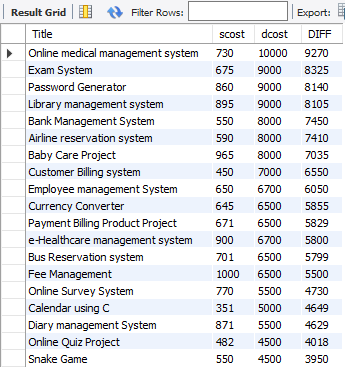 Result Grid Filter Rows: Export:
Title scost dcost DIFF
Online medical management system 730 10000 9270
Exam System 675 9000 8325
Password Generator 860 9000 8140
Library management system 895 9000 8105
Bank Management System 550 8000 7450
Airline reservation system 590 8000 7410
Baby Care Project 965 8000 7035
Customer Billing system 450 7000 6550
Employee management System 650 6700 6050
Currency Converter 645 6500 5855
Payment Billing Product Project 671 6500 5829
e-Healthcare management system 900 6700 5800
Bus Reservation system 701 6500 5799
Fee Management 1000 6500 5500
Online Survey System 770 5500 4730
Calendar using C 351 5000 4649
Diary management System 871 5500 4629
Online Quiz Project 482 4500 4018
Snake Game 550 4500 3950